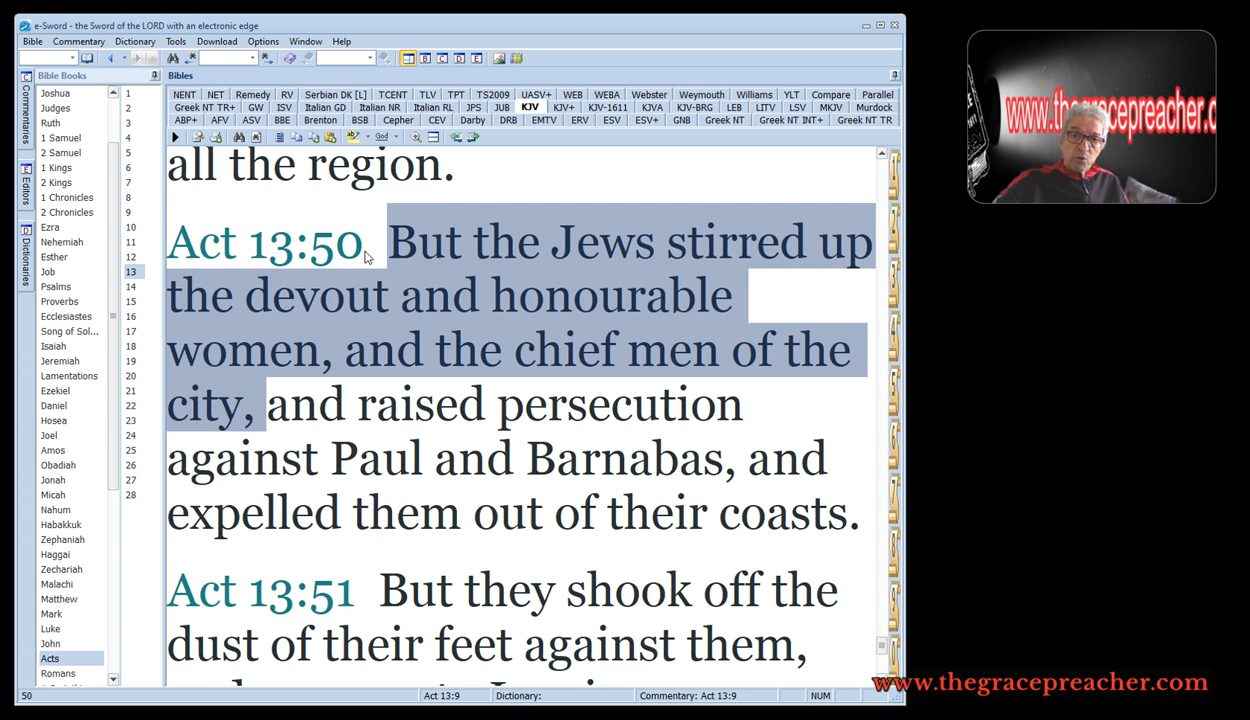 e-Sword - the Sword of the LORD with an electronic edge
Bible Commentary Dictionary Tools Download Options Window Help
Bible Books
Bibles
Commentaries
Editors
Dictionaries
Joshua
Judges
Ruth
1 Samuel
2 Samuel
1 Kings
2 Kings
1 Chronicles
2 Chronicles
Ezra
Nehemiah
Esther
Job
Psalms
Proverbs
Ecclesiastes
Song of Sol...
Isaiah
Jeremiah
Lamentations
Ezekiel
Daniel
Hosea
Joel
Amos
Obadiah
Jonah
Micah
Nahum
Habakkuk
Zephaniah
Haggai
Zechariah
Malachi
Matthew
Mark
Luke
John
Acts
Romans
1
2
3
4
5
6
7
8
9
10
11
12
13
14
15
16
17
18
19
20
21
22
23
24
25
26
27
28
NENT NET Remedy RV Serbian DK [L] TCENT TLV TPT TS2009 UASV+ WEB WEBA Webster Weymouth Williams YLT Compare Parallel
Greek NT TR+ GW ISV Italian GD Italian NR Italian RL JPS JUB KJV KJV+ KJV-1611 KJVA KJV-BRG LEB LITV LSV MKJV Murdock
ABP+ AFV ASV BBE Brenton BSB Cepher CEV Darby DRB EMTV ERV ESV ESV+ GNB Greek NT Greek NT INT+ Greek NT TR
all the region.
Act 13:50 But the Jews stirred up
the devout and honourable
women, and the chief men of the
city, and raised persecution
against Paul and Barnabas, and
expelled them out of their coasts.
Act 13:51 But they shook off the
dust of their feet against them,
50 Act 13:9 Dictionary: Commentary: Act 13:9 NUM
www.thegracepreacher.c
www.thegracepreacher.com